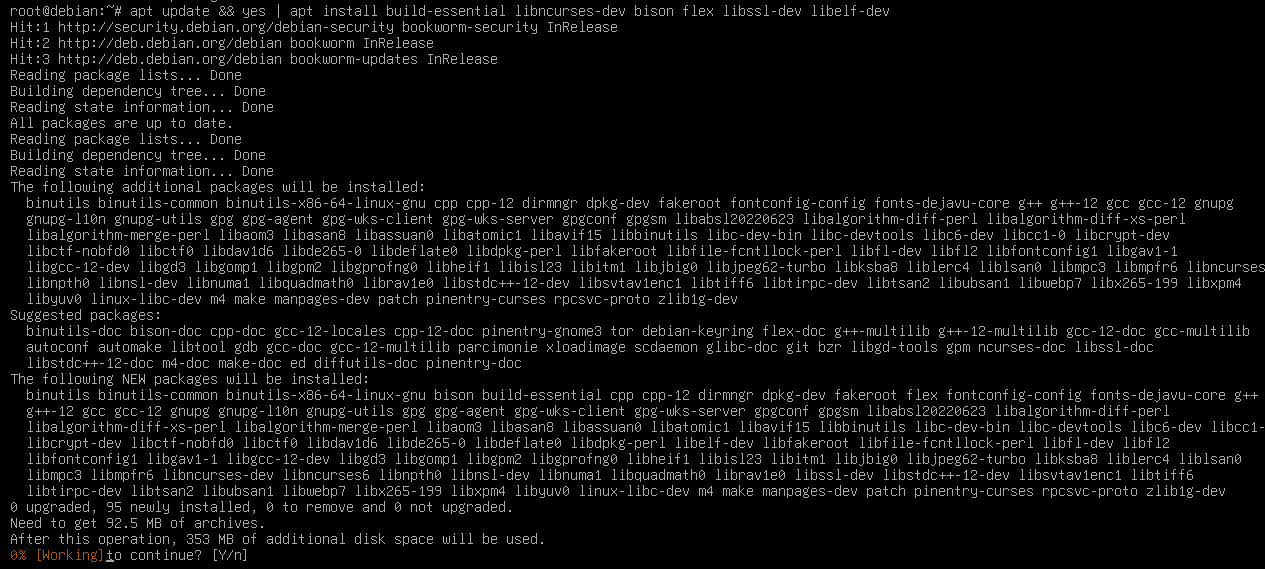 root@debian:~# apt update && yes | apt install build-essential libncurses-dev bison flex libssl-dev libelf-dev
Hit:1 http://security.debian.org/debian-security bookworm-security InRelease
Hit:2 http://deb.debian.org/debian bookworm InRelease
Hit:3 http://deb.debian.org/debian bookworm-updates InRelease
Reading package lists... Done
Building dependency tree... Done
Reading state information... Done
All packages are up to date.
Reading package lists... Done
Building dependency tree... Done
Reading state information... Done
The following additional packages will be installed:
  binutils binutils-common binutils-x86-64-linux-gnu cpp cpp-12 dirmngr dpkg-dev fakeroot fontconfig-config fonts-dejavu-core g++ g++-12 gcc gcc-12 gnupg
  gnupg-l10n gnupg-utils gpg gpg-agent gpg-wks-client gpg-wks-server gpgconf gpgsm libabsl20220623 libalgorithm-diff-perl libalgorithm-diff-xs-perl
  libalgorithm-merge-perl libaom3 libasan8 libassuan0 libatomic1 libavif15 libbinutils libc-dev-bin libc-devtools libc6-dev libcc1-0 libcrypt-dev
  libctf-nobfd0 libctf0 libdav1d6 libde265-0 libdeflate0 libdpkg-perl libfakeroot libfile-fcntllock-perl libfl-dev libfl2 libfontconfig1 libgav1-1
  libgcc-12-dev libgd3 libgomp1 libgpm2 libgprofng0 libheif1 libisl23 libitm1 libjbig0 libjpeg62-turbo libksba8 liblerc4 liblsan0 libmpc3 libmpfr6 libncurses
  libnpth0 libnsl-dev libnuma1 libquadmath0 librav1e0 libstdc++-12-dev libsvtav1enc1 libtiff6 libtirpc-dev libtsan2 libubsan1 libwebp7 libx265-199 libxpm4
  libyuv0 linux-libc-dev m4 make manpages-dev patch pinentry-curses rpcsvc-proto zlib1g-dev
Suggested packages:
  binutils-doc bison-doc cpp-doc gcc-12-locales cpp-12-doc pinentry-gnome3 tor debian-keyring flex-doc g++-multilib g++-12-multilib gcc-12-doc gcc-multilib
  autoconf automake libtool gdb gcc-doc gcc-12-multilib parcimonie xloadimage scdaemon glibc-doc git bzr libgd-tools gpm ncurses-doc libssl-doc
  libstdc++-12-doc m4-doc make-doc ed diffutils-doc pinentry-doc
The following NEW packages will be installed:
  binutils binutils-common binutils-x86-64-linux-gnu bison build-essential cpp cpp-12 dirmngr dpkg-dev fakeroot flex fontconfig-config fonts-dejavu-core g++
  g++-12 gcc gcc-12 gnupg gnupg-l10n gnupg-utils gpg gpg-agent gpg-wks-client gpg-wks-server gpgconf gpgsm libabsl20220623 libalgorithm-diff-perl
  libalgorithm-diff-xs-perl libalgorithm-merge-perl libaom3 libasan8 libassuan0 libatomic1 libavif15 libbinutils libc-dev-bin libc-devtools libc6-dev libcc1-
  libcrypt-dev libctf-nobfd0 libctf0 libdav1d6 libde265-0 libdeflate0 libdpkg-perl libelf-dev libfakeroot libfile-fcntllock-perl libfl-dev libfl2
  libfontconfig1 libgav1-1 libgcc-12-dev libgd3 libgomp1 libgpm2 libgprofng0 libheif1 libisl23 libitm1 libjbig0 libjpeg62-turbo libksba8 liblerc4 liblsan0
  libmpc3 libmpfr6 libncurses-dev libncurses6 libnpth0 libnsl-dev libnuma1 libquadmath0 librav1e0 libssl-dev libstdc++-12-dev libsvtav1enc1 libtiff6
  libtirpc-dev libtsan2 libubsan1 libwebp7 libx265-199 libxpm4 libyuv0 linux-libc-dev m4 make manpages-dev patch pinentry-curses rpcsvc-proto zlib1g-dev
0 upgraded, 95 newly installed, 0 to remove and 0 not upgraded.
Need to get 92.5 MB of archives.
After this operation, 353 MB of additional disk space will be used.
0% [Working]to continue? [Y/n]